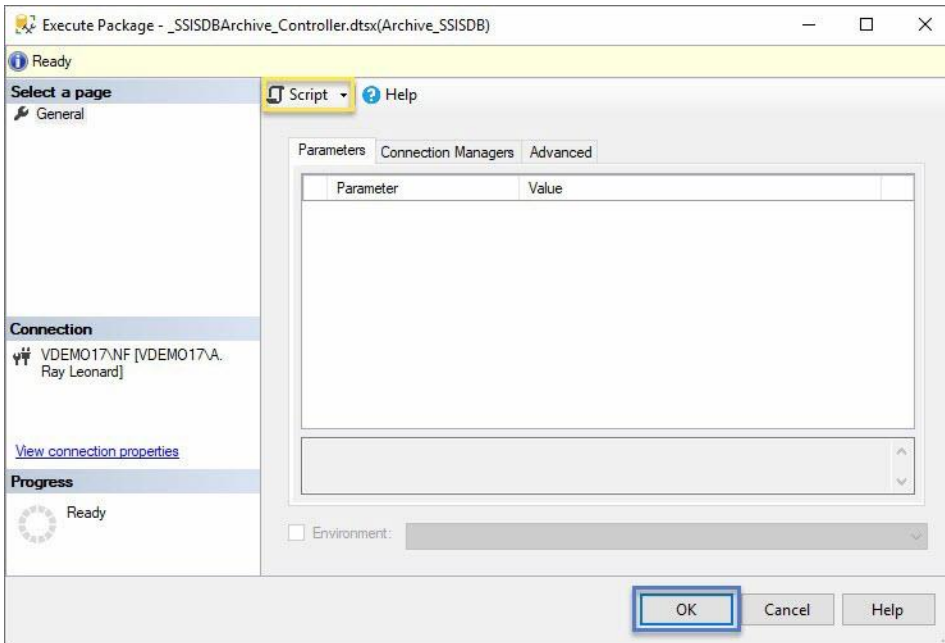 Execute Package - _SSISDBArchive_Controller.dtsx(Archive_SSISDB)
Ready
Select a page
General
Script
Help
Parameters
Connection Managers
Advanced
Parameter
Value
Connection
VDEMO17\NF [VDEMO17\A.
Ray Leonard]
View connection properties
Progress
Ready
Environment:
OK
Cancel
Help